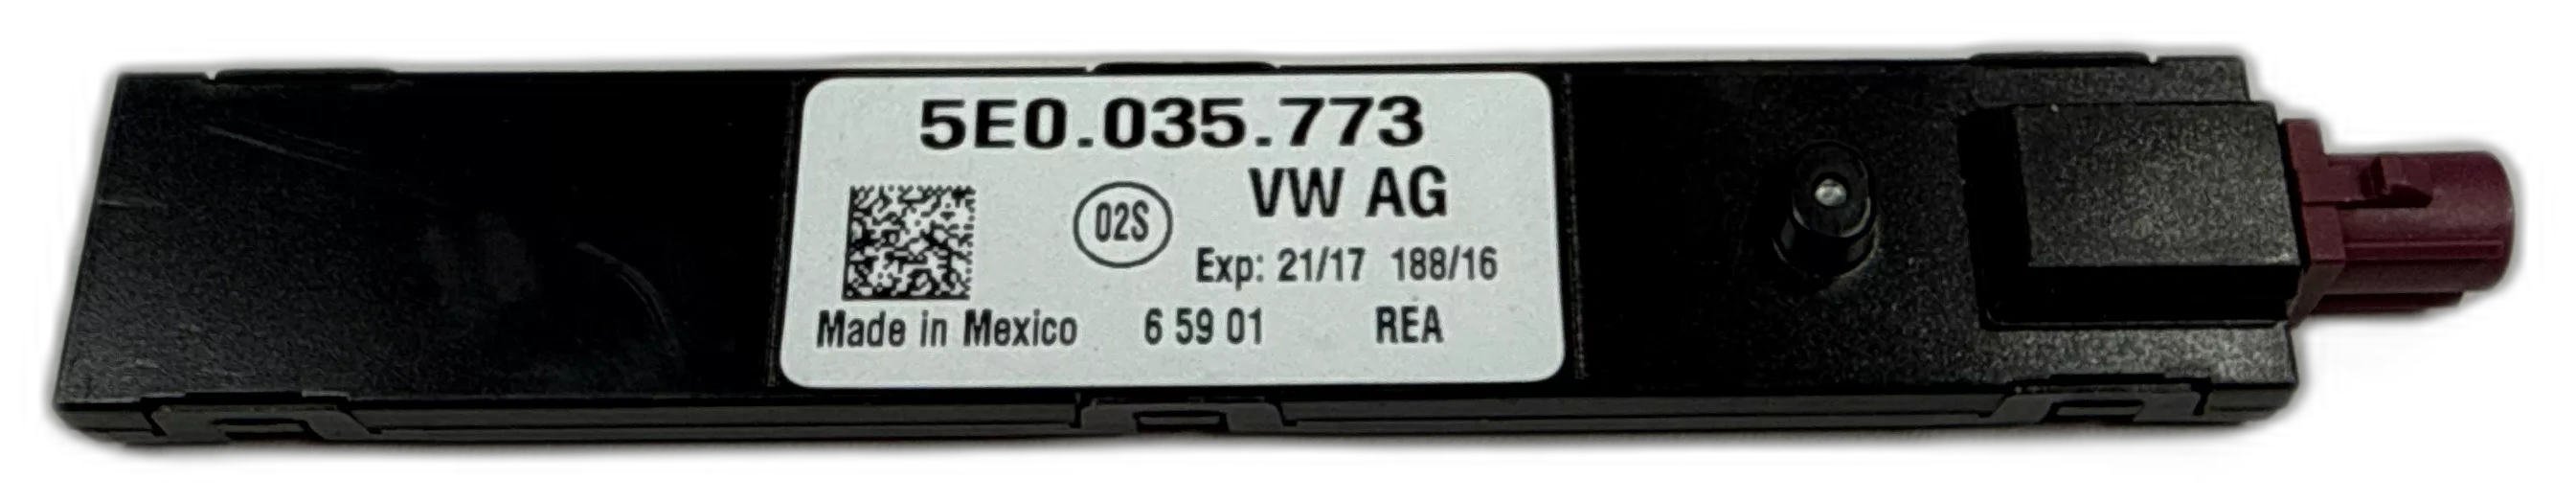 5E0.035.773
VW AG
02S
Exp: 21/17 188/16
Made in Mexico 6 59 01 REA